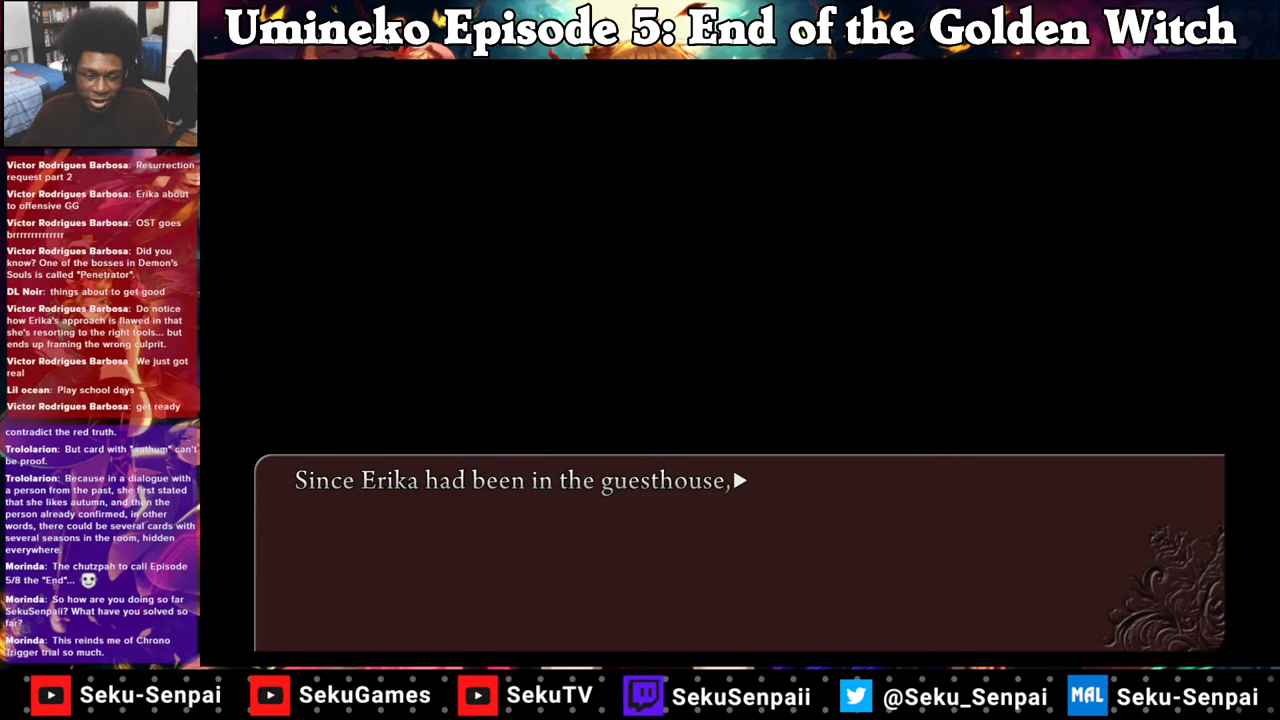 Umineko Episode 5: End of the Golden Witch
Victor Rodrigues Barbosa: Resurrection
request part 2
Victor Rodrigues Barbosa: Erika about
to offensive GG
Victor Rodrigues Barbosa: OST goes
brrrrrrrrrrrrrr
Victor Rodrigues Barbosa: Did you
know? One of the bosses in Demon's
Souls is called "Penetrator".
DL Noir: things about to get good
Victor Rodrigues Barbosa: Do notice
how Erika's approach is flawed in that
she's resorting to the right tools... but
ends up framing the wrong culprit.
Victor Rodrigues Barbosa: We just got
real
Lil ocean: Play school days
Victor Rodrigues Barbosa: get ready
contradict the red truth.
Trololarion: But card with "authum" can't
be proof.
Trololarion: Because in a dialogue with
a person from the past, she first stated
that she likes autumn, and then the
person already confirmed, in other
words, there could be several cards with
several seasons in the room, hidden
everywhere.
Morinda: The chutzpah to call Episode
5/8 the "End"...
Morinda: So how are you doing so far
SekuSenpaii? What have you solved so
far?
Morinda: This reinds me of Chrono
Trigger trial so much.
Since Erika had been in the guesthouse,
Seku-Senpai
SekuGames
SekuTV
SekuSenpaii
@Seku_Senpai
MAL Seku-Senpai